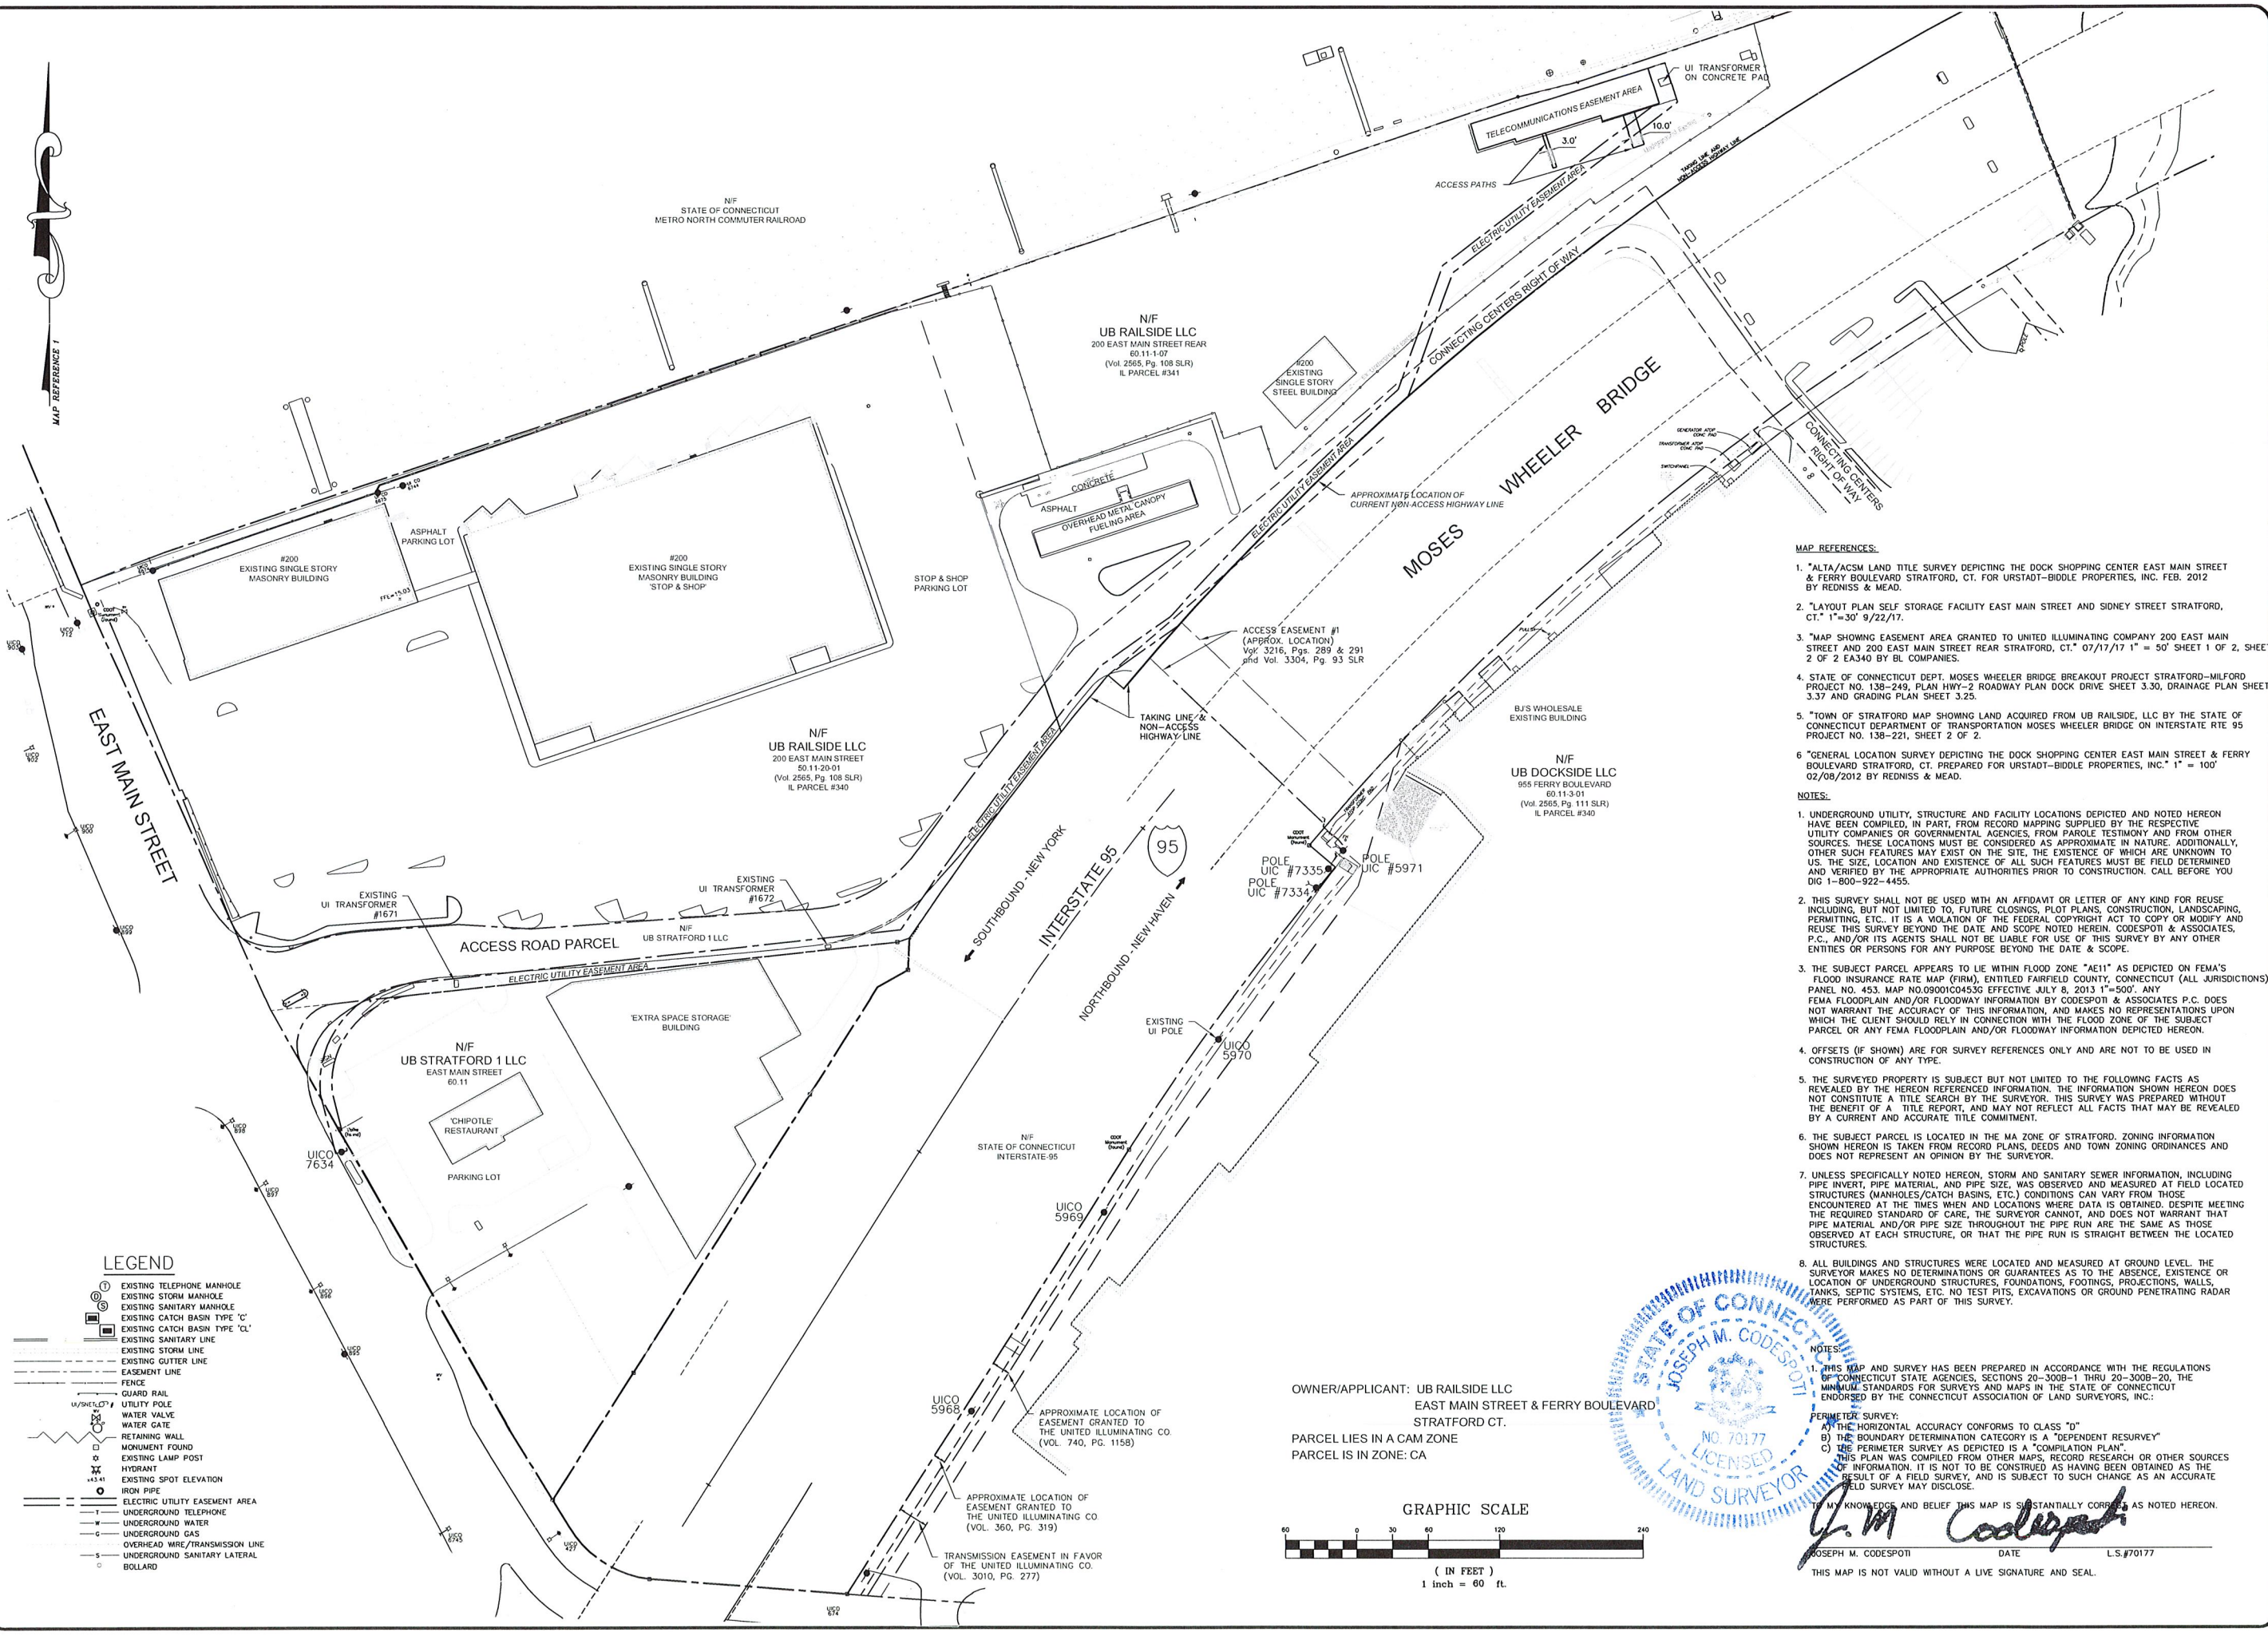 MAP REFERENCE 1
N/F
STATE OF CONNECTICUT
METRO NORTH COMMUTER RAILROAD
UI TRANSFORMER
ON CONCRETE PAD
TELECOMMUNICATIONS EASEMENT AREA
3.0'
10.0'
ACCESS PATHS
ELECTRIC UTILITY EASEMENT AREA
TAKING LINE AND
NON-ACCESS HIGHWAY LINE
CONNECTING CENTERS RIGHT OF WAY
N/F
UB RAILSIDE LLC
200 EAST MAIN STREET REAR
60.11-1-07
(Vol. 2565, Pg. 108 SLR)
IL PARCEL #341
#200
EXISTING
SINGLE STORY
STEEL BUILDING
MOSES WHEELER BRIDGE
GENERATOR ATOP
CONC PAD
TRANSFORMER ATOP
CONC PAD
SWITCHPANEL
CONNECTING CENTERS
RIGHT OF WAY
CONCRETE
ASPHALT
OVERHEAD METAL CANOPY
FUELING AREA
ELECTRIC UTILITY EASEMENT AREA
APPROXIMATE LOCATION OF
CURRENT NON-ACCESS HIGHWAY LINE
ASPHALT
PARKING LOT
#200
EXISTING SINGLE STORY
MASONRY BUILDING
FFE=15.03
#200
EXISTING SINGLE STORY
MASONRY BUILDING
'STOP & SHOP'
STOP & SHOP
PARKING LOT
UICO
712
UICO
903
UICO
902
UICO
900
UICO
899
EAST MAIN STREET
ACCESS EASEMENT #1
(APPROX. LOCATION)
Vol. 3216, Pgs. 289 & 291
and Vol. 3304, Pg. 93 SLR
TAKING LINE &
NON-ACCESS
HIGHWAY LINE
N/F
UB RAILSIDE LLC
200 EAST MAIN STREET
50.11-20-01
(Vol. 2565, Pg. 108 SLR)
IL PARCEL #340
ELECTRIC UTILITY EASEMENT AREA
BJ'S WHOLESALE
EXISTING BUILDING
N/F
UB DOCKSIDE LLC
955 FERRY BOULEVARD
60.11-3-01
(Vol. 2565, Pg. 111 SLR)
IL PARCEL #340
CDOT
Monument
(found)
POLE
UIC #7335
POLE
UIC #5971
POLE
UIC #7334
EXISTING
UI TRANSFORMER
#1671
EXISTING
UI TRANSFORMER
#1672
ACCESS ROAD PARCEL
N/F
UB STRATFORD 1 LLC
ELECTRIC UTILITY EASEMENT AREA
SOUTHBOUND - NEW YORK
INTERSTATE 95
95
NORTHBOUND - NEW HAVEN
'EXTRA SPACE STORAGE'
BUILDING
N/F
UB STRATFORD 1 LLC
EAST MAIN STREET
60.11
'CHIPOTLE'
RESTAURANT
PARKING LOT
UICO
7634
UICO
898
UICO
897
UICO
896
UICO
895
UICO
6745
UICO
427
UICO
674
EXISTING
UI POLE
UICO
5970
N/F
STATE OF CONNECTICUT
INTERSTATE-95
CDOT
Monument
(found)
UICO
5969
UICO
5968
APPROXIMATE LOCATION OF
EASEMENT GRANTED TO
THE UNITED ILLUMINATING CO.
(VOL. 740, PG. 1158)
APPROXIMATE LOCATION OF
EASEMENT GRANTED TO
THE UNITED ILLUMINATING CO.
(VOL. 360, PG. 319)
TRANSMISSION EASEMENT IN FAVOR
OF THE UNITED ILLUMINATING CO.
(VOL. 3010, PG. 277)
LEGEND
EXISTING TELEPHONE MANHOLE
EXISTING STORM MANHOLE
EXISTING SANITARY MANHOLE
EXISTING CATCH BASIN TYPE 'C'
EXISTING CATCH BASIN TYPE 'CL'
EXISTING SANITARY LINE
EXISTING STORM LINE
EXISTING GUTTER LINE
EASEMENT LINE
FENCE
GUARD RAIL
UTILITY POLE
WATER VALVE
WATER GATE
RETAINING WALL
MONUMENT FOUND
EXISTING LAMP POST
HYDRANT
x43.41 EXISTING SPOT ELEVATION
IRON PIPE
ELECTRIC UTILITY EASEMENT AREA
T UNDERGROUND TELEPHONE
W UNDERGROUND WATER
G UNDERGROUND GAS
OVERHEAD WIRE/TRANSMISSION LINE
S UNDERGROUND SANITARY LATERAL
BOLLARD
OWNER/APPLICANT: UB RAILSIDE LLC
EAST MAIN STREET & FERRY BOULEVARD
STRATFORD CT.
PARCEL LIES IN A CAM ZONE
PARCEL IS IN ZONE: CA
GRAPHIC SCALE
60 0 30 60 120 240
( IN FEET )
1 inch = 60 ft.
MAP REFERENCES:
1. "ALTA/ACSM LAND TITLE SURVEY DEPICTING THE DOCK SHOPPING CENTER EAST MAIN STREET
& FERRY BOULEVARD STRATFORD, CT. FOR URSTADT-BIDDLE PROPERTIES, INC. FEB. 2012
BY REDNISS & MEAD.
2. "LAYOUT PLAN SELF STORAGE FACILITY EAST MAIN STREET AND SIDNEY STREET STRATFORD,
CT." 1"=30' 9/22/17.
3. "MAP SHOWING EASEMENT AREA GRANTED TO UNITED ILLUMINATING COMPANY 200 EAST MAIN
STREET AND 200 EAST MAIN STREET REAR STRATFORD, CT." 07/17/17 1" = 50' SHEET 1 OF 2, SHEET
2 OF 2 EA340 BY BL COMPANIES.
4. STATE OF CONNECTICUT DEPT. MOSES WHEELER BRIDGE BREAKOUT PROJECT STRATFORD-MILFORD
PROJECT NO. 138-249, PLAN HWY-2 ROADWAY PLAN DOCK DRIVE SHEET 3.30, DRAINAGE PLAN SHEET
3.37 AND GRADING PLAN SHEET 3.25.
5. "TOWN OF STRATFORD MAP SHOWING LAND ACQUIRED FROM UB RAILSIDE, LLC BY THE STATE OF
CONNECTICUT DEPARTMENT OF TRANSPORTATION MOSES WHEELER BRIDGE ON INTERSTATE RTE 95
PROJECT NO. 138-221, SHEET 2 OF 2.
6 "GENERAL LOCATION SURVEY DEPICTING THE DOCK SHOPPING CENTER EAST MAIN STREET & FERRY
BOULEVARD STRATFORD, CT. PREPARED FOR URSTADT-BIDDLE PROPERTIES, INC." 1" = 100'
02/08/2012 BY REDNISS & MEAD.
NOTES:
1. UNDERGROUND UTILITY, STRUCTURE AND FACILITY LOCATIONS DEPICTED AND NOTED HEREON
HAVE BEEN COMPILED, IN PART, FROM RECORD MAPPING SUPPLIED BY THE RESPECTIVE
UTILITY COMPANIES OR GOVERNMENTAL AGENCIES, FROM PAROLE TESTIMONY AND FROM OTHER
SOURCES. THESE LOCATIONS MUST BE CONSIDERED AS APPROXIMATE IN NATURE. ADDITIONALLY,
OTHER SUCH FEATURES MAY EXIST ON THE SITE, THE EXISTENCE OF WHICH ARE UNKNOWN TO
US. THE SIZE, LOCATION AND EXISTENCE OF ALL SUCH FEATURES MUST BE FIELD DETERMINED
AND VERIFIED BY THE APPROPRIATE AUTHORITIES PRIOR TO CONSTRUCTION. CALL BEFORE YOU
DIG 1-800-922-4455.
2. THIS SURVEY SHALL NOT BE USED WITH AN AFFIDAVIT OR LETTER OF ANY KIND FOR REUSE
INCLUDING, BUT NOT LIMITED TO, FUTURE CLOSINGS, PLOT PLANS, CONSTRUCTION, LANDSCAPING,
PERMITTING, ETC.. IT IS A VIOLATION OF THE FEDERAL COPYRIGHT ACT TO COPY OR MODIFY AND
REUSE THIS SURVEY BEYOND THE DATE AND SCOPE NOTED HEREIN. CODESPOTI & ASSOCIATES,
P.C., AND/OR ITS AGENTS SHALL NOT BE LIABLE FOR USE OF THIS SURVEY BY ANY OTHER
ENTITIES OR PERSONS FOR ANY PURPOSE BEYOND THE DATE & SCOPE.
3. THE SUBJECT PARCEL APPEARS TO LIE WITHIN FLOOD ZONE "AE11" AS DEPICTED ON FEMA'S
FLOOD INSURANCE RATE MAP (FIRM), ENTITLED FAIRFIELD COUNTY, CONNECTICUT (ALL JURISDICTIONS)
PANEL NO. 453. MAP NO.09001C0453G EFFECTIVE JULY 8, 2013 1"=500'. ANY
FEMA FLOODPLAIN AND/OR FLOODWAY INFORMATION BY CODESPOTI & ASSOCIATES P.C. DOES
NOT WARRANT THE ACCURACY OF THIS INFORMATION, AND MAKES NO REPRESENTATIONS UPON
WHICH THE CLIENT SHOULD RELY IN CONNECTION WITH THE FLOOD ZONE OF THE SUBJECT
PARCEL OR ANY FEMA FLOODPLAIN AND/OR FLOODWAY INFORMATION DEPICTED HEREON.
4. OFFSETS (IF SHOWN) ARE FOR SURVEY REFERENCES ONLY AND ARE NOT TO BE USED IN
CONSTRUCTION OF ANY TYPE.
5. THE SURVEYED PROPERTY IS SUBJECT BUT NOT LIMITED TO THE FOLLOWING FACTS AS
REVEALED BY THE HEREON REFERENCED INFORMATION. THE INFORMATION SHOWN HEREON DOES
NOT CONSTITUTE A TITLE SEARCH BY THE SURVEYOR. THIS SURVEY WAS PREPARED WITHOUT
THE BENEFIT OF A TITLE REPORT, AND MAY NOT REFLECT ALL FACTS THAT MAY BE REVEALED
BY A CURRENT AND ACCURATE TITLE COMMITMENT.
6. THE SUBJECT PARCEL IS LOCATED IN THE MA ZONE OF STRATFORD. ZONING INFORMATION
SHOWN HEREON IS TAKEN FROM RECORD PLANS, DEEDS AND TOWN ZONING ORDINANCES AND
DOES NOT REPRESENT AN OPINION BY THE SURVEYOR.
7. UNLESS SPECIFICALLY NOTED HEREON, STORM AND SANITARY SEWER INFORMATION, INCLUDING
PIPE INVERT, PIPE MATERIAL, AND PIPE SIZE, WAS OBSERVED AND MEASURED AT FIELD LOCATED
STRUCTURES (MANHOLES/CATCH BASINS, ETC.) CONDITIONS CAN VARY FROM THOSE
ENCOUNTERED AT THE TIMES WHEN AND LOCATIONS WHERE DATA IS OBTAINED. DESPITE MEETING
THE REQUIRED STANDARD OF CARE, THE SURVEYOR CANNOT, AND DOES NOT WARRANT THAT
PIPE MATERIAL AND/OR PIPE SIZE THROUGHOUT THE PIPE RUN ARE THE SAME AS THOSE
OBSERVED AT EACH STRUCTURE, OR THAT THE PIPE RUN IS STRAIGHT BETWEEN THE LOCATED
STRUCTURES.
8. ALL BUILDINGS AND STRUCTURES WERE LOCATED AND MEASURED AT GROUND LEVEL. THE
SURVEYOR MAKES NO DETERMINATIONS OR GUARANTEES AS TO THE ABSENCE, EXISTENCE OR
LOCATION OF UNDERGROUND STRUCTURES, FOUNDATIONS, FOOTINGS, PROJECTIONS, WALLS,
TANKS, SEPTIC SYSTEMS, ETC. NO TEST PITS, EXCAVATIONS OR GROUND PENETRATING RADAR
WERE PERFORMED AS PART OF THIS SURVEY.
NOTES:
1. THIS MAP AND SURVEY HAS BEEN PREPARED IN ACCORDANCE WITH THE REGULATIONS
OF CONNECTICUT STATE AGENCIES, SECTIONS 20-300B-1 THRU 20-300B-20, THE
MINIMUM STANDARDS FOR SURVEYS AND MAPS IN THE STATE OF CONNECTICUT
ENDORSED BY THE CONNECTICUT ASSOCIATION OF LAND SURVEYORS, INC.:
PERIMETER SURVEY:
A) THE HORIZONTAL ACCURACY CONFORMS TO CLASS "D"
B) THE BOUNDARY DETERMINATION CATEGORY IS A "DEPENDENT RESURVEY"
C) THE PERIMETER SURVEY AS DEPICTED IS A "COMPILATION PLAN".
THIS PLAN WAS COMPILED FROM OTHER MAPS, RECORD RESEARCH OR OTHER SOURCES
OF INFORMATION. IT IS NOT TO BE CONSTRUED AS HAVING BEEN OBTAINED AS THE
RESULT OF A FIELD SURVEY, AND IS SUBJECT TO SUCH CHANGE AS AN ACCURATE
FIELD SURVEY MAY DISCLOSE.
TO MY KNOWLEDGE AND BELIEF THIS MAP IS SUBSTANTIALLY CORRECT AS NOTED HEREON.
J. M Codespoti
JOSEPH M. CODESPOTI DATE L.S.#70177
THIS MAP IS NOT VALID WITHOUT A LIVE SIGNATURE AND SEAL.
STATE OF CONNECTICUT
JOSEPH M. CODESPOTI
NO. 70177
LICENSED
LAND SURVEYOR